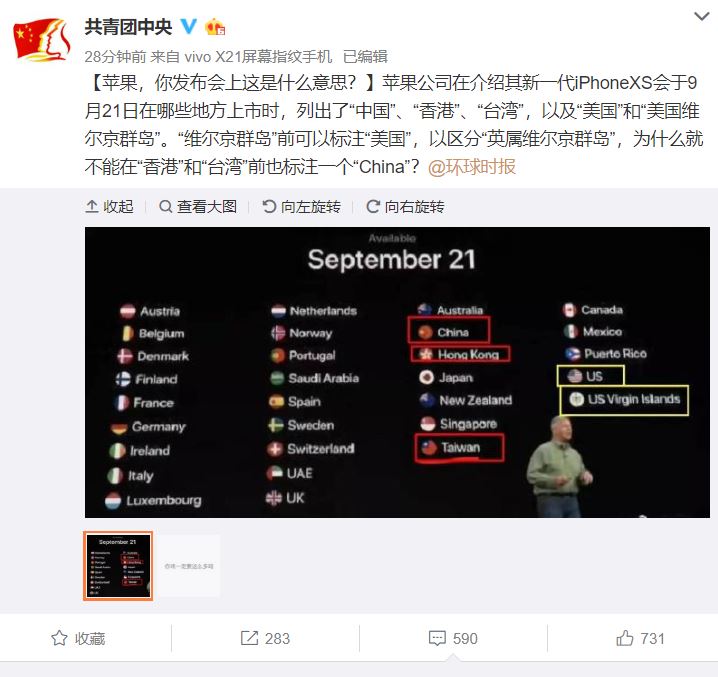 共青团中央
28分钟前 来自 vivo X21屏幕指纹手机 已编辑
【苹果，你发布会上这是什么意思？】苹果公司在介绍其新一代iPhoneXS会于9
月21日在哪些地方上市时，列出了“中国”、“香港”、“台湾”，以及“美国”和“美国维
尔京群岛”。“维尔京群岛”前可以标注“美国”，以区分“英属维尔京群岛”，为什么就
不能在“香港”和“台湾”前也标注一个“China”？@环球时报
收起 查看大图 向左旋转 向右旋转
Available
September 21
Austria
Belgium
Denmark
Finland
France
Germany
Ireland
Italy
Luxembourg
Netherlands
Norway
Portugal
Saudi Arabia
Spain
Sweden
Switzerland
UAE
UK
Australia
China
Hong Kong
Japan
New Zealand
Singapore
Taiwan
Canada
Mexico
Puerto Rico
US
US Virgin Islands
September 21
收藏 283 590 731